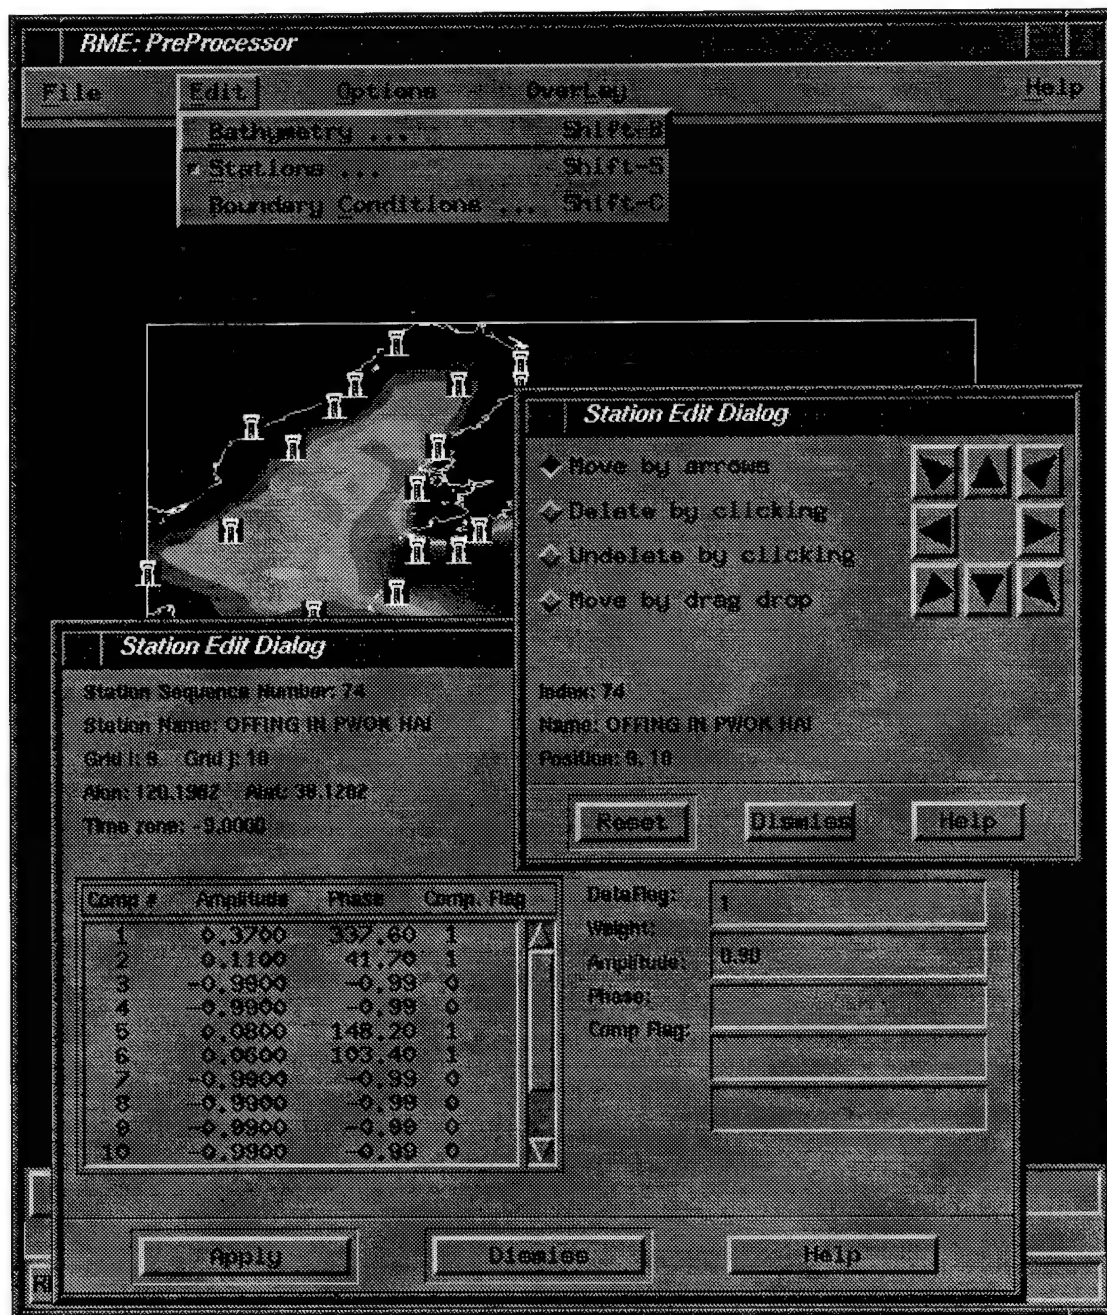 RME: PreProcessor
File Edit Options OverLay Help
Bathymetry ... Shift-B
Stations ... Shift-S
Boundary Conditions ... Shift-C
Station Edit Dialog
Move by arrows
Delete by clicking
Undelete by clicking
Move by drag drop
Index: 74
Name: OFFING IN PWOK HAI
Position: 9, 18
Reset Dismiss Help
Station Edit Dialog
Station Sequence Number: 74
Station Name: OFFING IN PWOK HAI
Grid i: 9 Grid j: 18
Alon: 120.1982 Alat:
Time zone: -9.0000
Comp # Amplitude Phase Comp. Flag
1 0.3700 337.60 1
2 0.1100 41.70 1
3 -0.9900 -0.99 0
4 -0.9900 -0.99 0
5 0.0800 148.20 1
6 0.0600 103.40 1
7 -0.9900 -0.99 0
8 -0.9900 -0.99 0
9 -0.9900 -0.99 0
10 -0.9900 -0.99 0
DataFlag: 1
Weight:
Amplitude: 0.90
Phase:
Comp Flag:
Apply Dismiss Help